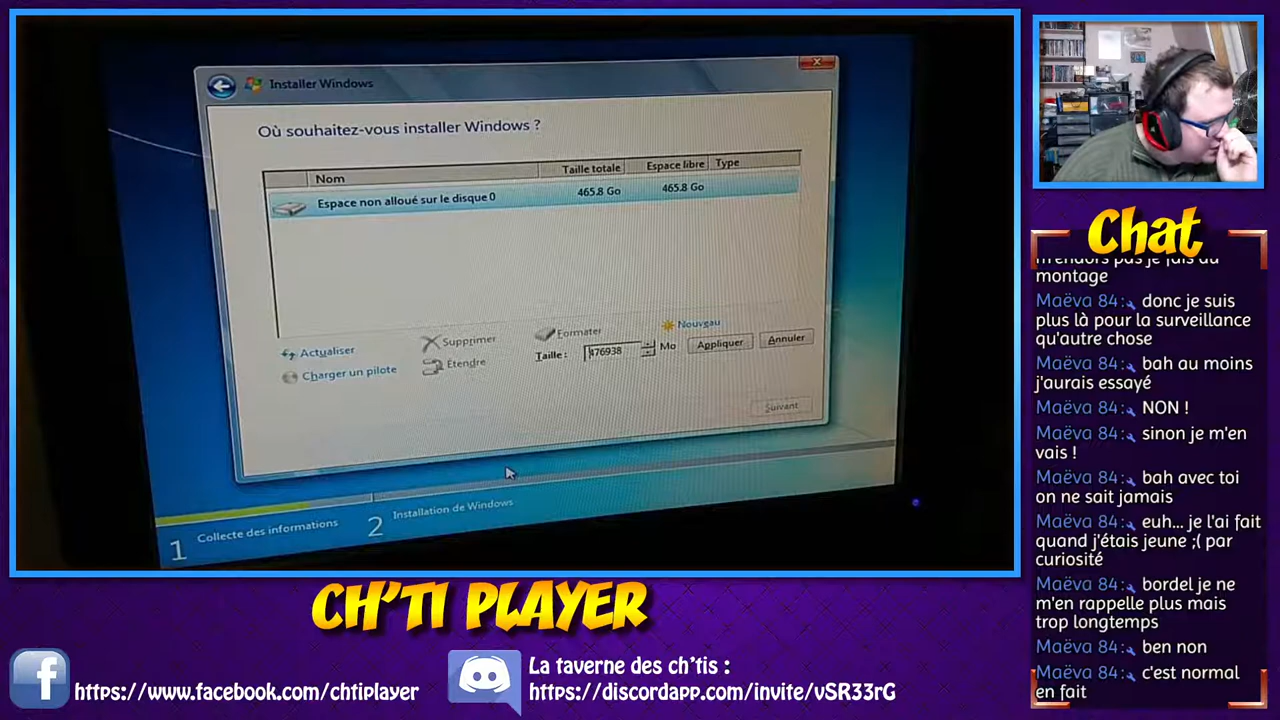 Installer Windows
Où souhaitez-vous installer Windows ?
Nom Taille totale Espace libre Type
Espace non alloué sur le disque 0 465.8 Go 465.8 Go
Actualiser Supprimer Formater Nouveau
Charger un pilote Étendre Taille : 476938 Mo Appliquer Annuler
Suivant
1 Collecte des informations 2 Installation de Windows
Chat
m'endors pas je fais du
montage
Maëva 84: donc je suis
plus là pour la surveillance
qu'autre chose
Maëva 84: bah au moins
j'aurais essayé
Maëva 84: NON !
Maëva 84: sinon je m'en
vais !
Maëva 84: bah avec toi
on ne sait jamais
Maëva 84: euh... je l'ai fait
quand j'étais jeune ;( par
curiosité
Maëva 84: bordel je ne
m'en rappelle plus mais
trop longtemps
Maëva 84: ben non
Maëva 84: c'est normal
en fait
CH'TI PLAYER
https://www.facebook.com/chtiplayer
La taverne des ch'tis :
https://discordapp.com/invite/vSR33rG